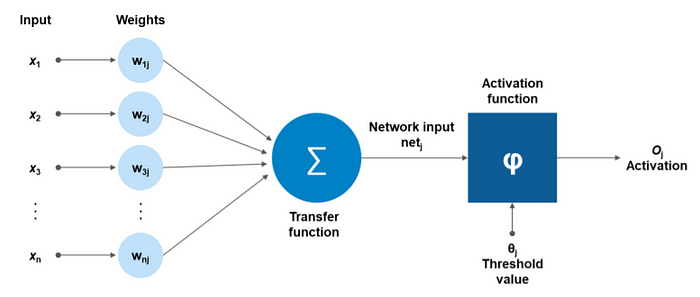 Input
Weights
x1
w1j
x2
w2j
x3
w3j
⋮
⋮
xn
wnj
∑
Transfer
function
Network input
netj
Activation
function
φ
θj
Threshold
value
Oj
Activation